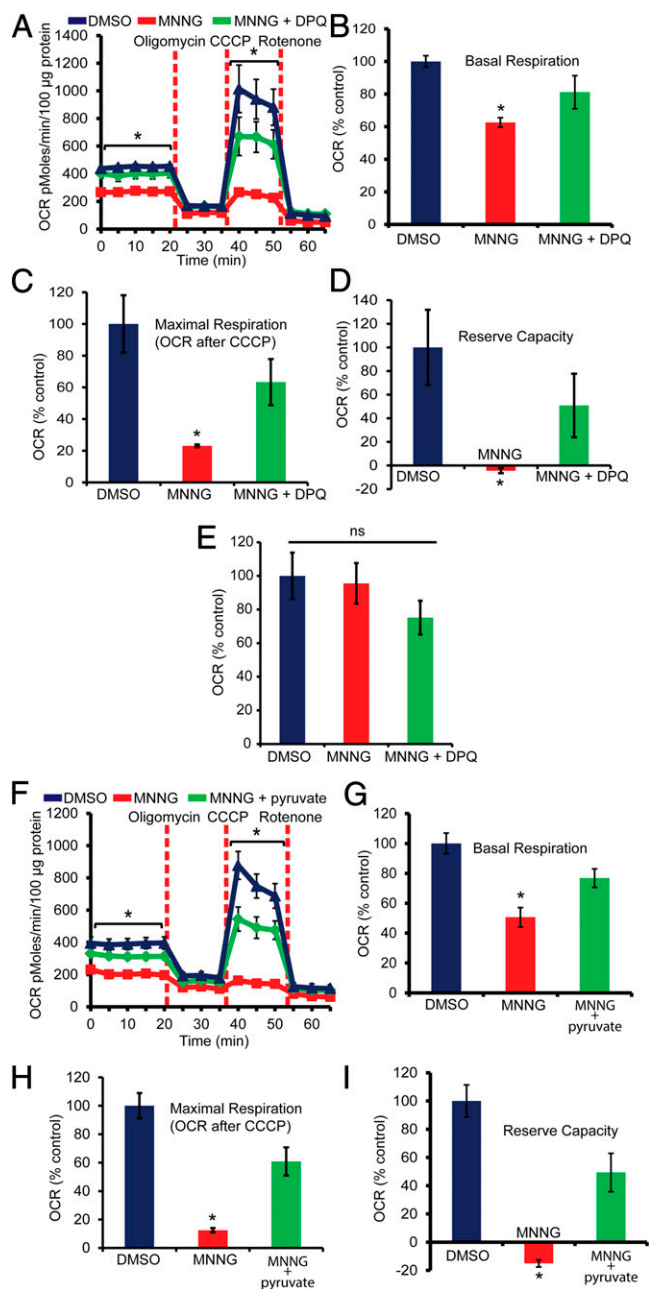 A
DMSO MNNG MNNG + DPQ
Oligomycin CCCP Rotenone
*
*
OCR pMoles/min/100 µg protein
1400
1200
1000
800
600
400
200
0
0 10 20 30 40 50 60
Time (min)
B
Basal Respiration
*
OCR (% control)
120
100
80
60
40
20
0
DMSO MNNG MNNG + DPQ
C
Maximal Respiration
(OCR after CCCP)
*
OCR (% control)
120
100
80
60
40
20
0
DMSO MNNG MNNG + DPQ
D
Reserve Capacity
OCR (% control)
140
120
100
80
60
40
20
0
-20
MNNG
*
DMSO MNNG + DPQ
E
ns
OCR (% control)
120
100
80
60
40
20
0
DMSO MNNG MNNG + DPQ
F
DMSO MNNG MNNG + pyruvate
Oligomycin CCCP Rotenone
*
*
OCR pMoles/min/100 µg protein
1200
1000
800
600
400
200
0
0 10 20 30 40 50 60
Time (min)
G
Basal Respiration
*
OCR (% control)
120
100
80
60
40
20
0
DMSO MNNG MNNG
+
pyruvate
H
Maximal Respiration
(OCR after CCCP)
*
OCR (% control)
120
100
80
60
40
20
0
DMSO MNNG MNNG
+
pyruvate
I
Reserve Capacity
OCR (% control)
120
100
80
60
40
20
0
-20
MNNG
*
DMSO MNNG
+
pyruvate